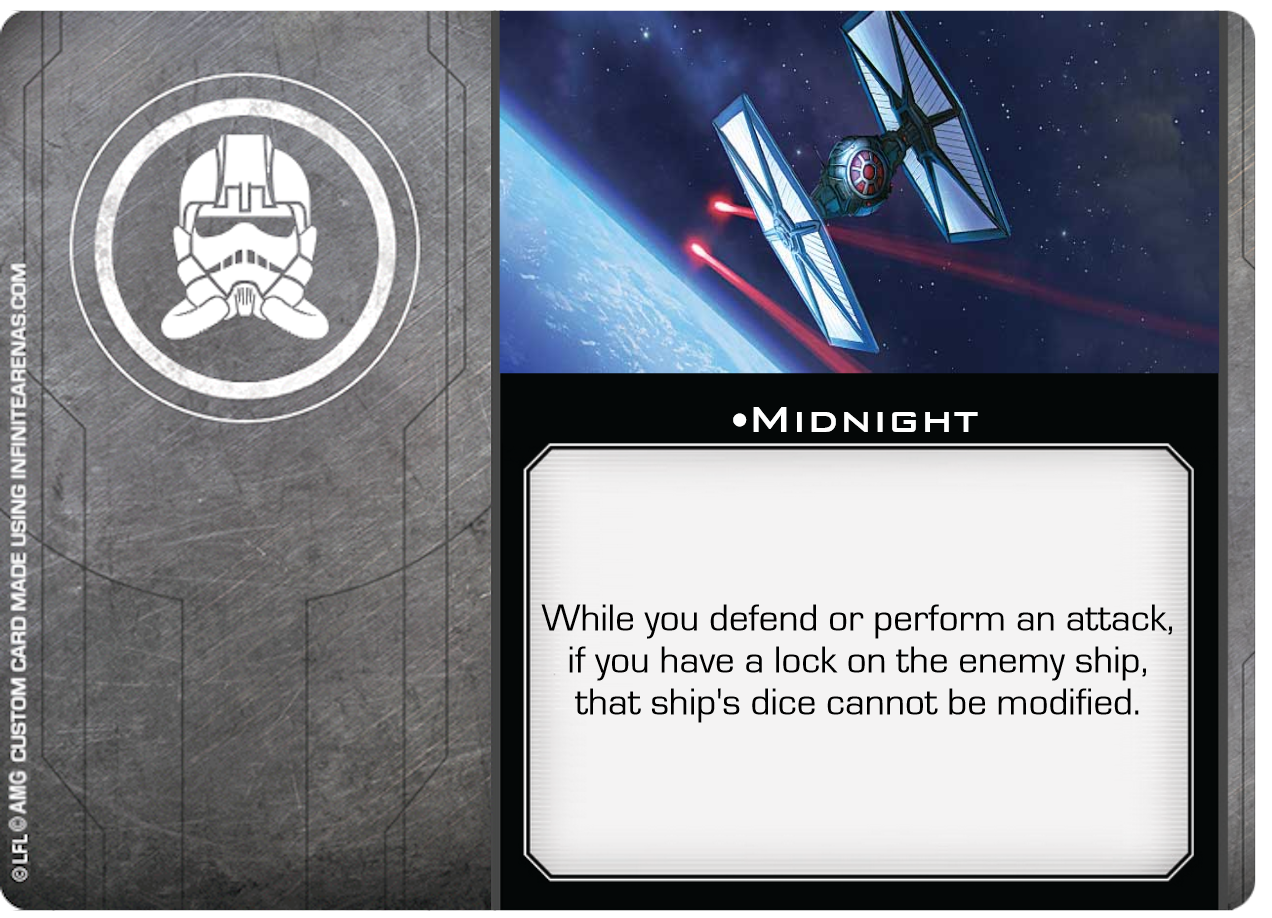 •MIDNIGHT
While you defend or perform an attack,
if you have a lock on the enemy ship,
that ship's dice cannot be modified.
©LFL ©AMG CUSTOM CARD MADE USING INFINITEARENAS.COM